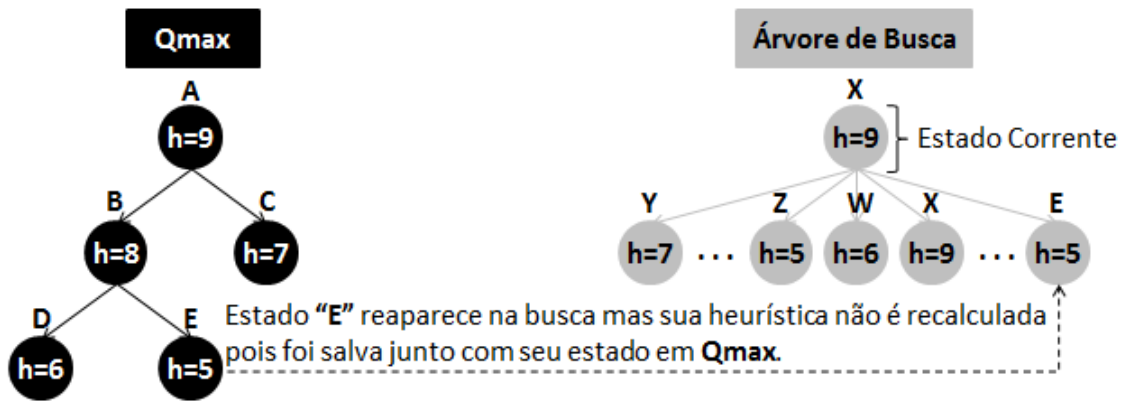 Qmax
A
h=9
B
C
h=8
h=7
D
E
h=6
h=5
Árvore de Busca
X
h=9
Estado Corrente
Y
Z
W
X
E
h=7 ... h=5 h=6 h=9 ... h=5
Estado “E” reaparece na busca mas sua heurística não é recalculada
pois foi salva junto com seu estado em Qmax.